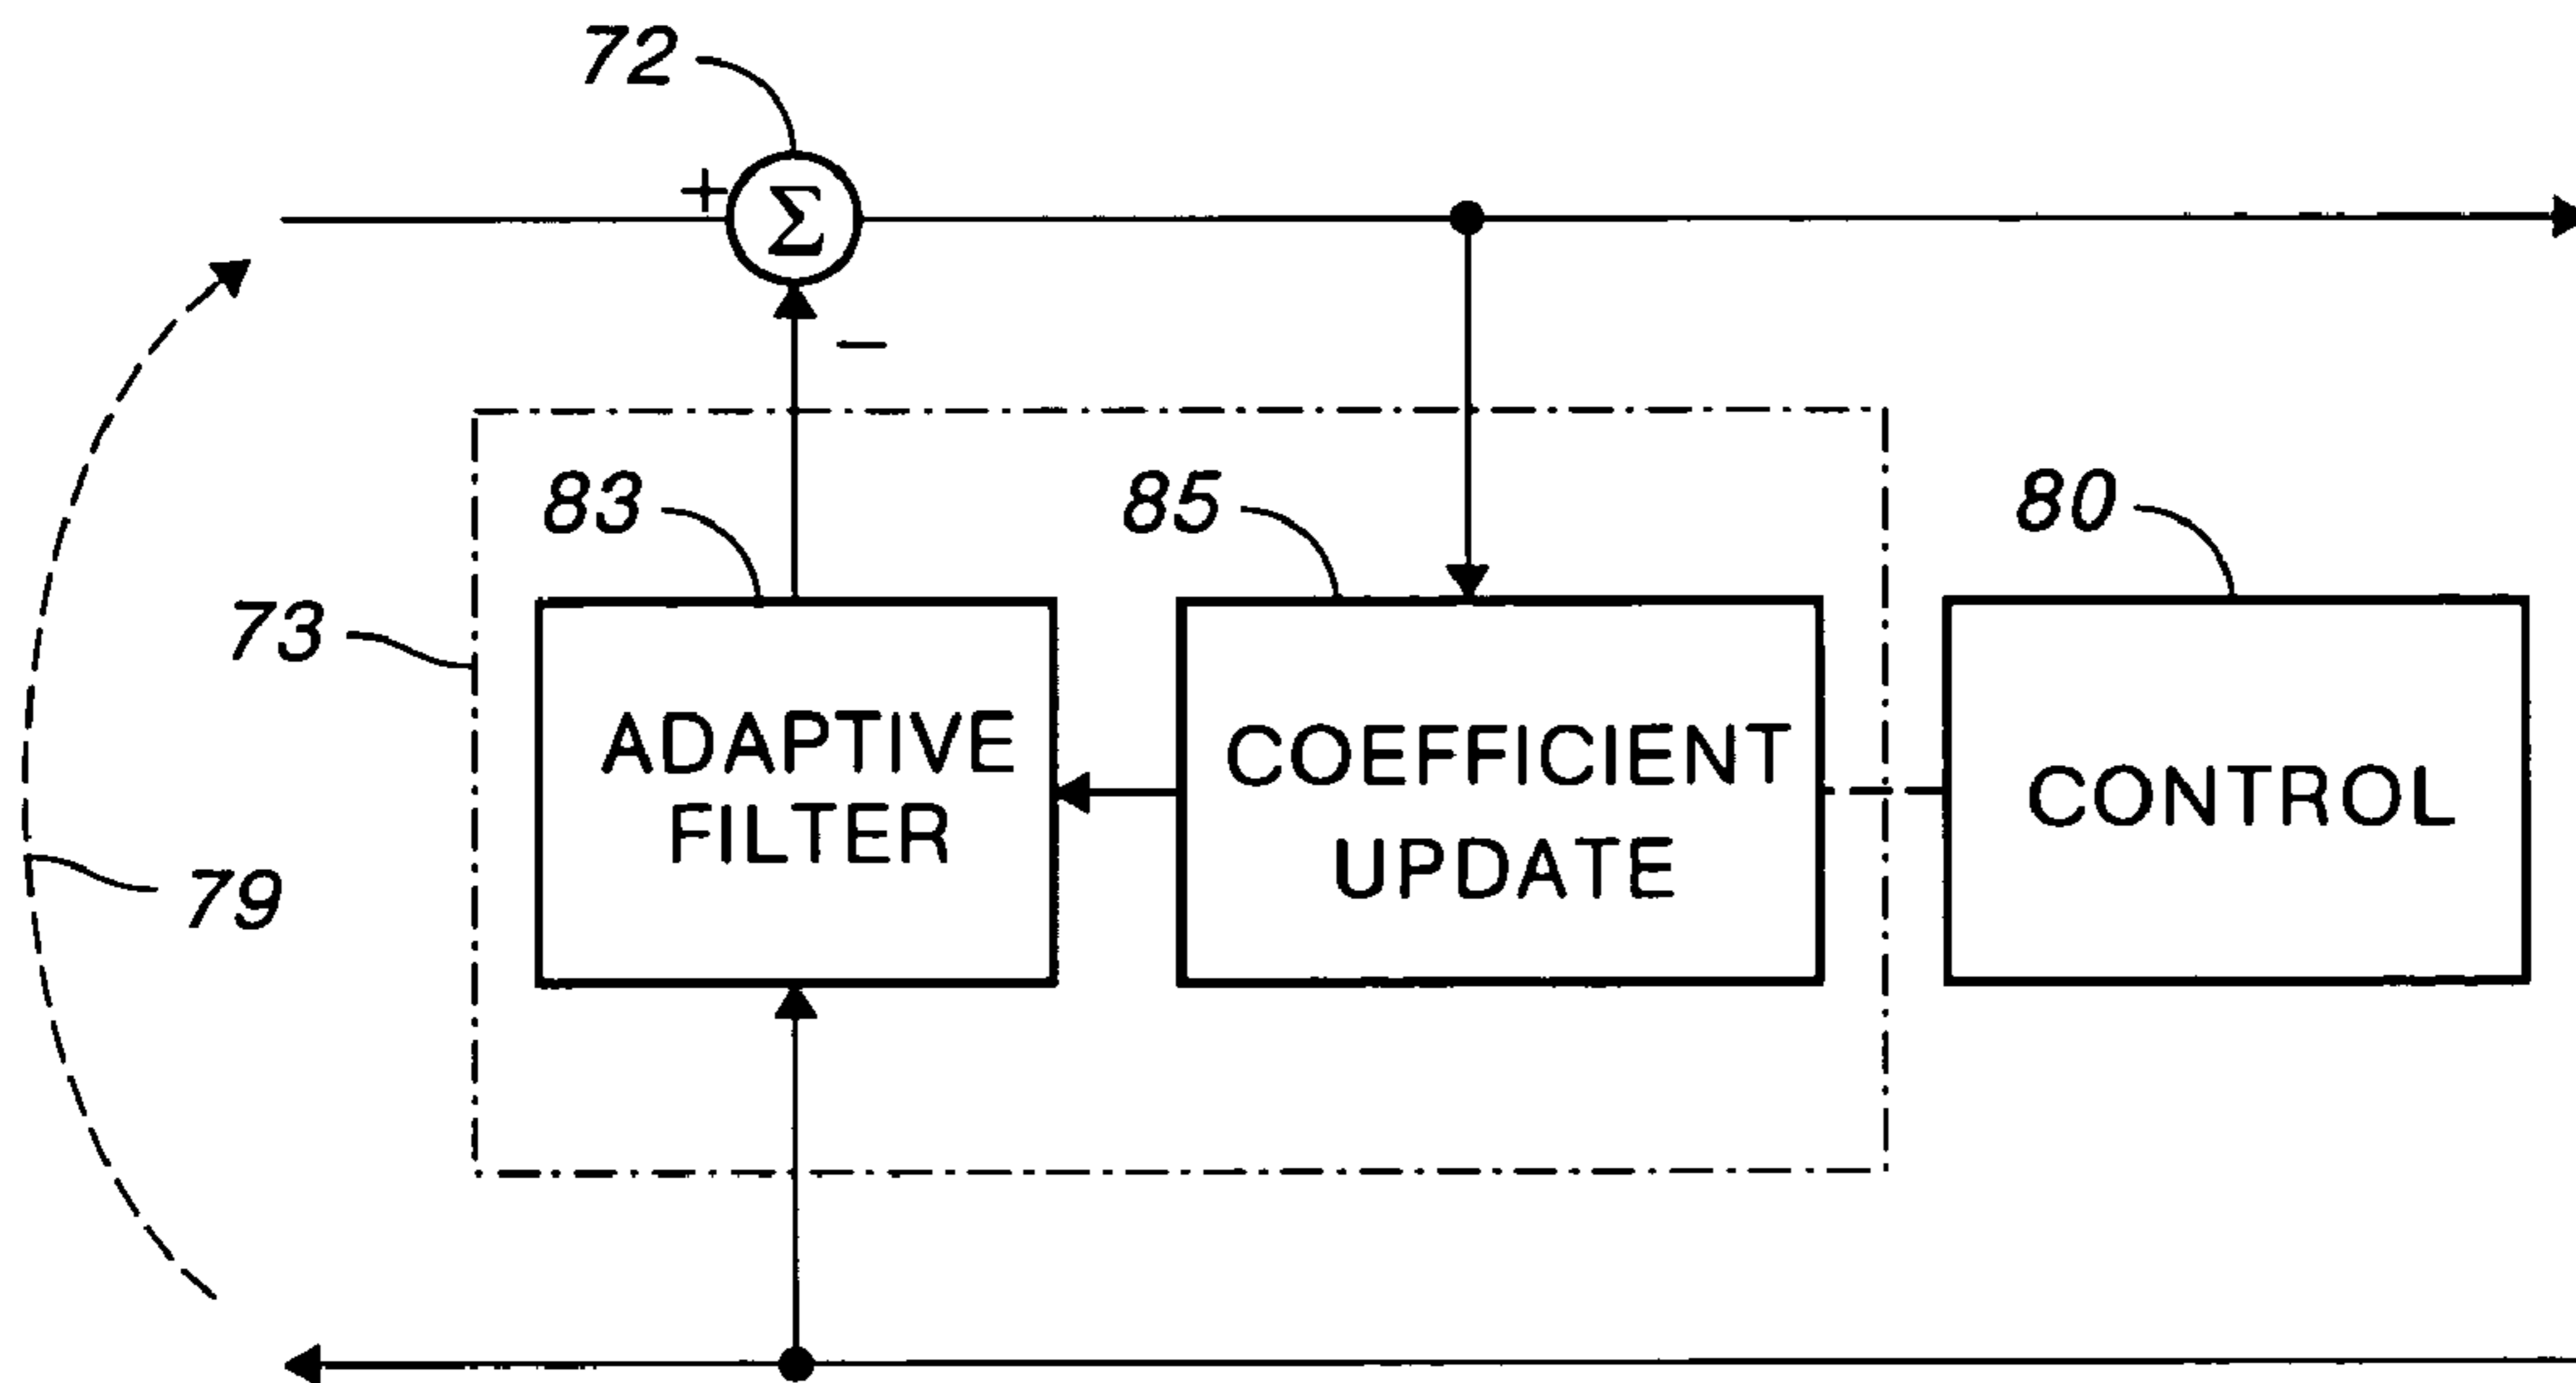 72
+
Σ
−
83
85
80
73
ADAPTIVE
FILTER
COEFFICIENT
UPDATE
CONTROL
79